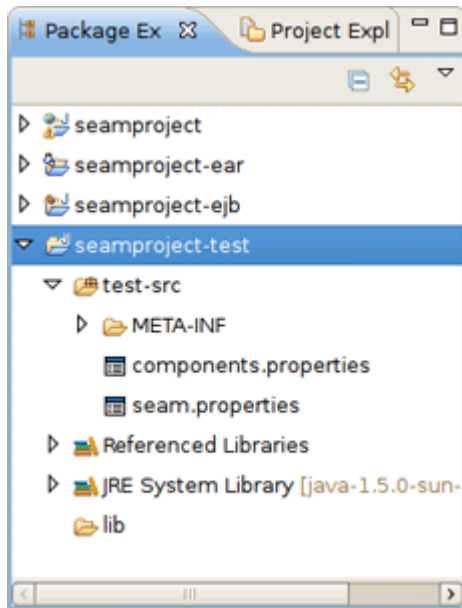 Package Ex Project Expl
seamproject
seamproject-ear
seamproject-ejb
seamproject-test
test-src
META-INF
components.properties
seam.properties
Referenced Libraries
JRE System Library [java-1.5.0-sun-
lib